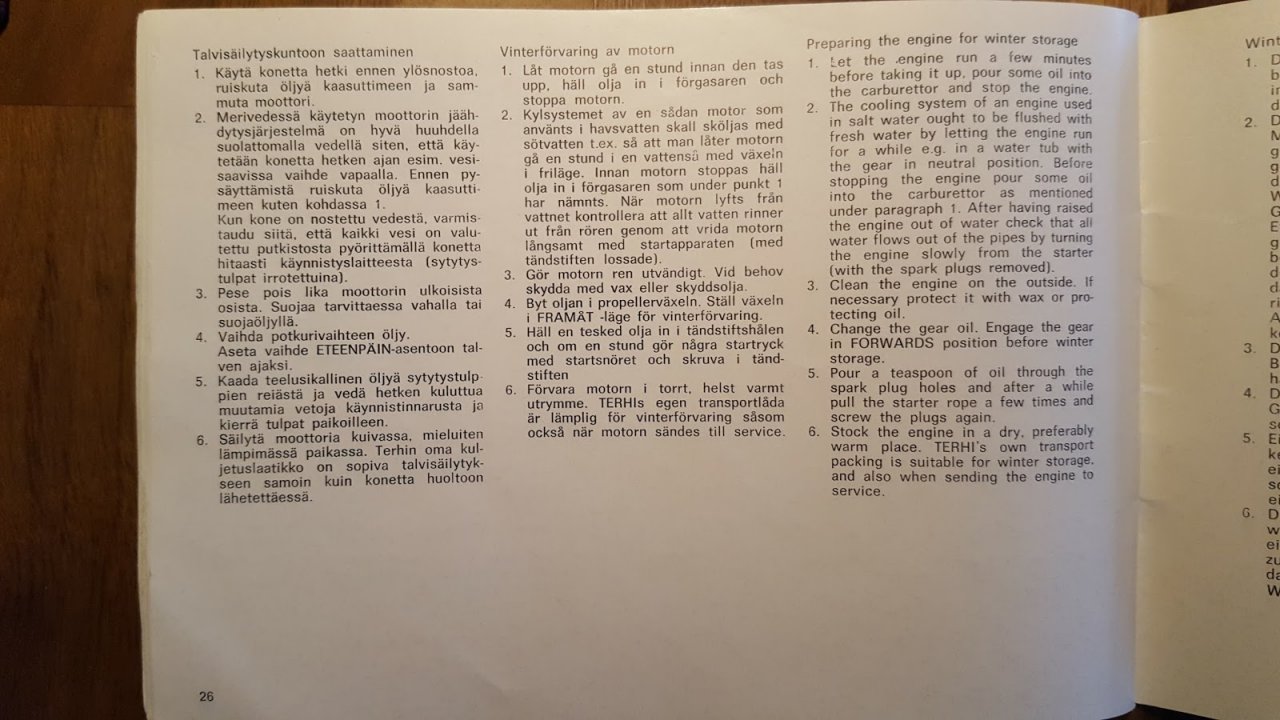 Talvisäilytyskuntoon saattaminen
1. Käytä konetta hetki ennen ylösnostoa,
ruiskuta öljyä kaasuttimeen ja sam-
muta moottori.
2. Merivedessä käytetyn moottorin jääh-
dytysjärjestelmä on hyvä huuhdella
suolattomalla vedellä siten, että käy-
tetään konetta hetken ajan esim. vesi-
saavissa vaihde vapaalla. Ennen py-
säyttämistä ruiskuta öljyä kaasutti-
meen kuten kohdassa 1.
Kun kone on nostettu vedestä, varmis-
taudu siitä, että kaikki vesi on valu-
tettu putkistosta pyörittämällä konetta
hitaasti käynnistyslaitteesta (sytytys-
tulpat irrotettuina).
3. Pese pois lika moottorin ulkoisista
osista. Suojaa tarvittaessa vahalla tai
suojaöljyllä.
4. Vaihda potkurivaihteen öljy.
Aseta vaihde ETEENPÄIN-asentoon tal-
ven ajaksi.
5. Kaada teelusikallinen öljyä sytytystulp-
pien reiästä ja vedä hetken kuluttua
muutamia vetoja käynnistinnarusta ja
kierrä tulpat paikoilleen.
6. Säilytä moottoria kuivassa, mieluiten
lämpimässä paikassa. Terhin oma kul-
jetuslaatikko on sopiva talvisäilytyk-
seen samoin kuin konetta huoltoon
lähetettäessä.
26
Vinterförvaring av motorn
1. Låt motorn gå en stund innan den tas
upp, häll olja in i förgasaren och
stoppa motorn.
2. Kylsystemet av en sådan motor som
använts i havsvatten skall sköljas med
sötvatten t.ex. så att man låter motorn
gå en stund i en vattenså med växeln
i friläge. Innan motorn stoppas häll
olja in i förgasaren som under punkt 1
har nämnts. När motorn lyfts från
vattnet kontrollera att allt vatten rinner
ut från rören genom att vrida motorn
långsamt med startapparaten (med
tändstiften lossade).
3. Gör motorn ren utvändigt. Vid behov
skydda med vax eller skyddsolja.
4. Byt oljan i propellerväxeln. Ställ växeln
i FRAMÅT -läge för vinterförvaring.
5. Häll en tesked olja in i tändstiftshålen
och om en stund gör några startryck
med startsnöret och skruva i tänd-
stiften
6. Förvara motorn i torrt, helst varmt
utrymme. TERHIs egen transportlåda
är lämplig för vinterförvaring såsom
också när motorn sändes till service.
Preparing the engine for winter storage
1. Let the .engine run a few minutes
before taking it up, pour some oil into
the carburettor and stop the engine.
2. The cooling system of an engine used
in salt water ought to be flushed with
fresh water by letting the engine run
for a while e.g. in a water tub with
the gear in neutral position. Before
stopping the engine pour some oil
into the carburettor as mentioned
under paragraph 1. After having raised
the engine out of water check that all
water flows out of the pipes by turning
the engine slowly from the starter
(with the spark plugs removed).
3. Clean the engine on the outside. If
necessary protect it with wax or pro-
tecting oil.
4. Change the gear oil. Engage the gear
in FORWARDS position before winter
storage.
5. Pour a teaspoon of oil through the
spark plug holes and after a while
pull the starter rope a few times and
screw the plugs again.
6. Stock the engine in a dry, preferably
warm place. TERHI's own transport
packing is suitable for winter storage.
and also when sending the engine to
service.
Wint
1.
2.
3.
4.
5.
6.